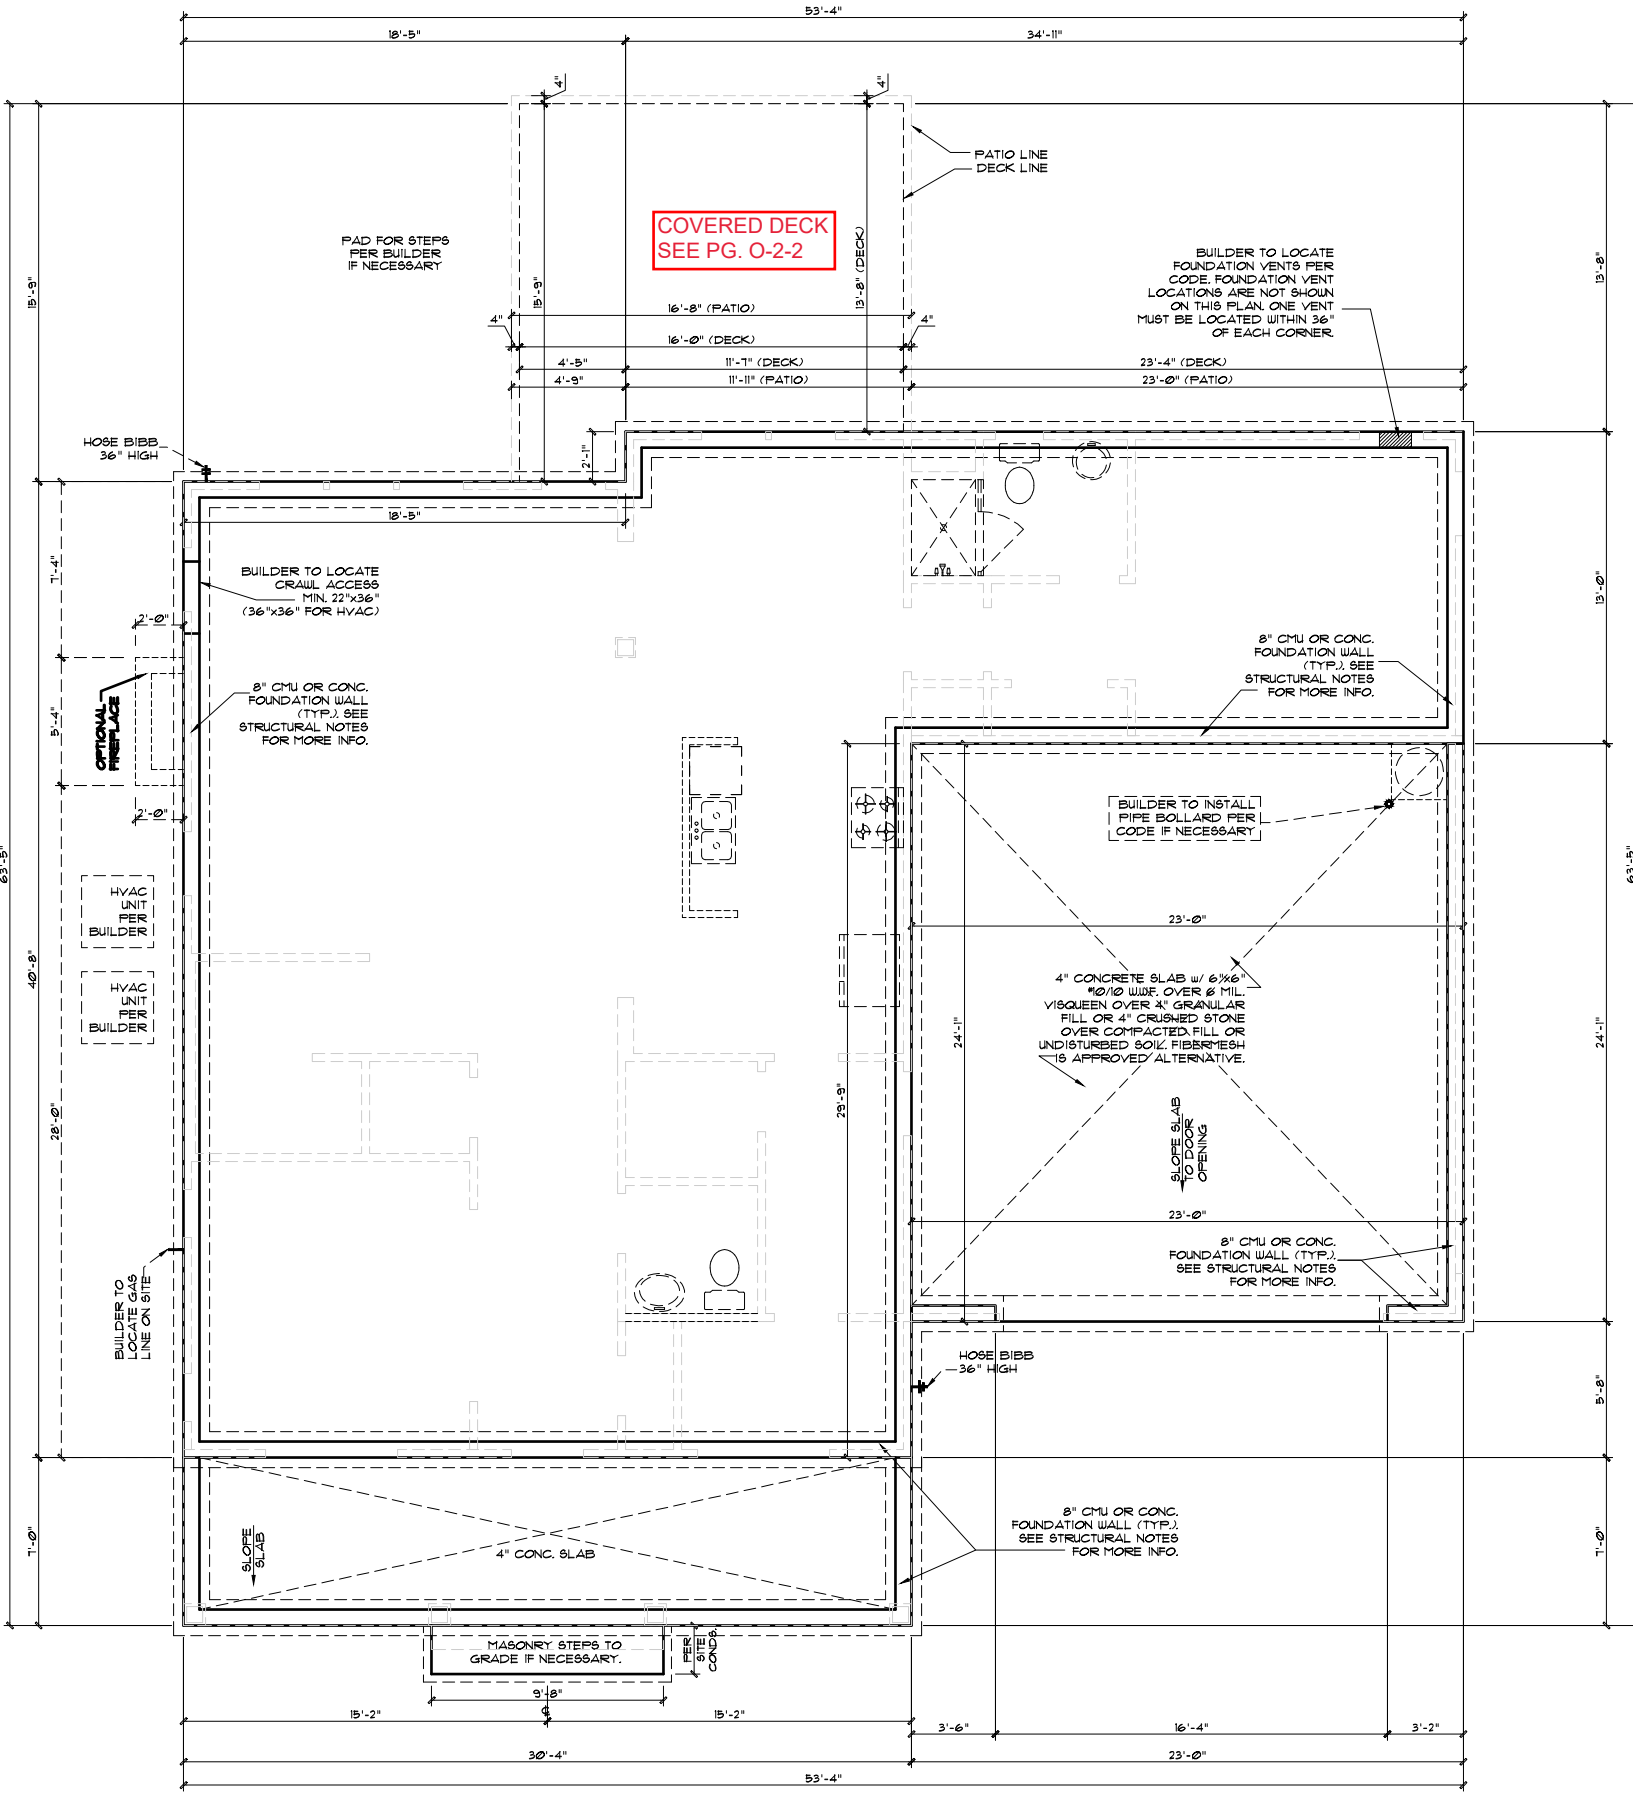 53'-4"
18'-5"
34'-11"
4"
4"
PATIO LINE
DECK LINE
COVERED DECK
SEE PG. O-2-2
PAD FOR STEPS
PER BUILDER
IF NECESSARY
BUILDER TO LOCATE
FOUNDATION VENTS PER
CODE. FOUNDATION VENT
LOCATIONS ARE NOT SHOWN
ON THIS PLAN. ONE VENT
MUST BE LOCATED WITHIN 36"
OF EACH CORNER.
15'-9"
15'-9"
13'-8" (DECK)
13'-8"
16'-8" (PATIO)
4"
4"
16'-0" (DECK)
4'-5"
11'-7" (DECK)
23'-4" (DECK)
4'-9"
11'-11" (PATIO)
23'-0" (PATIO)
HOSE BIBB
36" HIGH
2'-1"
18'-5"
7'-4"
BUILDER TO LOCATE
CRAWL ACCESS
MIN. 22"x36"
(36"x36" FOR HVAC)
13'-0"
2'-0"
8" CMU OR CONC.
FOUNDATION WALL
(TYP.). SEE
STRUCTURAL NOTES
FOR MORE INFO.
8" CMU OR CONC.
FOUNDATION WALL
(TYP.). SEE
STRUCTURAL NOTES
FOR MORE INFO.
5'-4"
OPTIONAL
FIREPLACE
2'-0"
BUILDER TO INSTALL
PIPE BOLLARD PER
CODE IF NECESSARY
63'-5"
63'-5"
HVAC
UNIT
PER
BUILDER
23'-0"
40'-8"
HVAC
UNIT
PER
BUILDER
4" CONCRETE SLAB w/ 6"x6"
#10/10 W.W.F. OVER 6 MIL.
VISQUEEN OVER 4" GRANULAR
FILL OR 4" CRUSHED STONE
OVER COMPACTED FILL OR
UNDISTURBED SOIL. FIBERMESH
IS APPROVED ALTERNATIVE.
24'-1"
24'-1"
28'-0"
29'-9"
SLOPE SLAB
TO DOOR
OPENING
23'-0"
8" CMU OR CONC.
FOUNDATION WALL (TYP.).
SEE STRUCTURAL NOTES
FOR MORE INFO.
BUILDER TO
LOCATE GAS
LINE ON SITE
HOSE BIBB
36" HIGH
5'-8"
8" CMU OR CONC.
FOUNDATION WALL (TYP.).
SEE STRUCTURAL NOTES
FOR MORE INFO.
7'-0"
SLOPE
SLAB
4" CONC. SLAB
7'-0"
MASONRY STEPS TO
GRADE IF NECESSARY.
PER
SITE
CONDS.
9'-8"
15'-2"
15'-2"
3'-6"
16'-4"
3'-2"
30'-4"
23'-0"
53'-4"